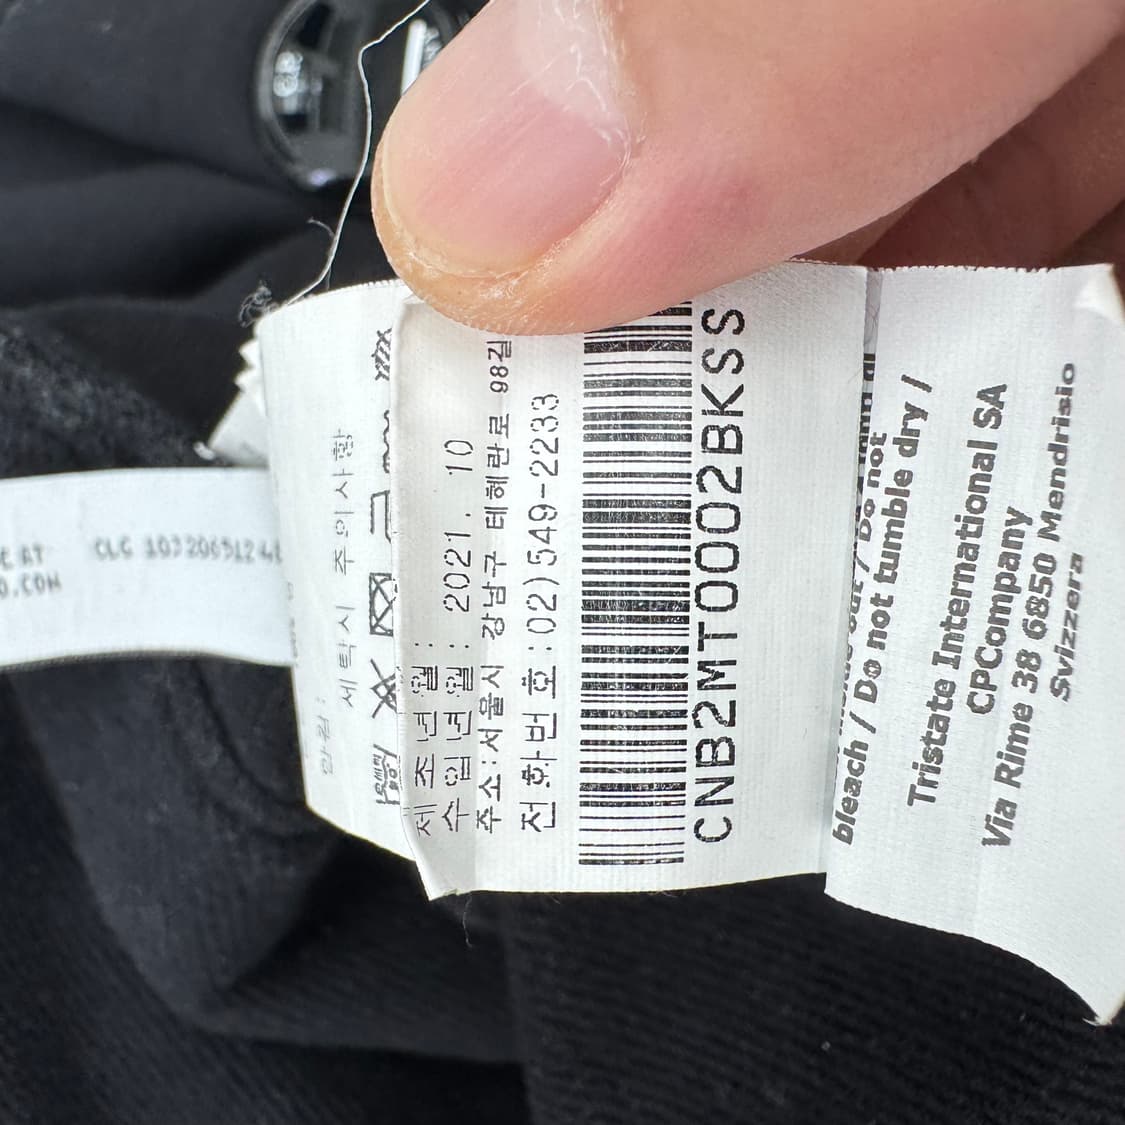 CLG 10320651241
세탁시 주의사항
제조년월:
수입년월: 2021. 10
주소:서울시 강남구 테헤란로 98길
전화번호:02)549-2233
CNB2MT0002BKSS
Do not
bleach / Do not tumble dry /
Tristate International SA
CPCompany
Via Rime 38 6850 Mendrisio
Svizzera